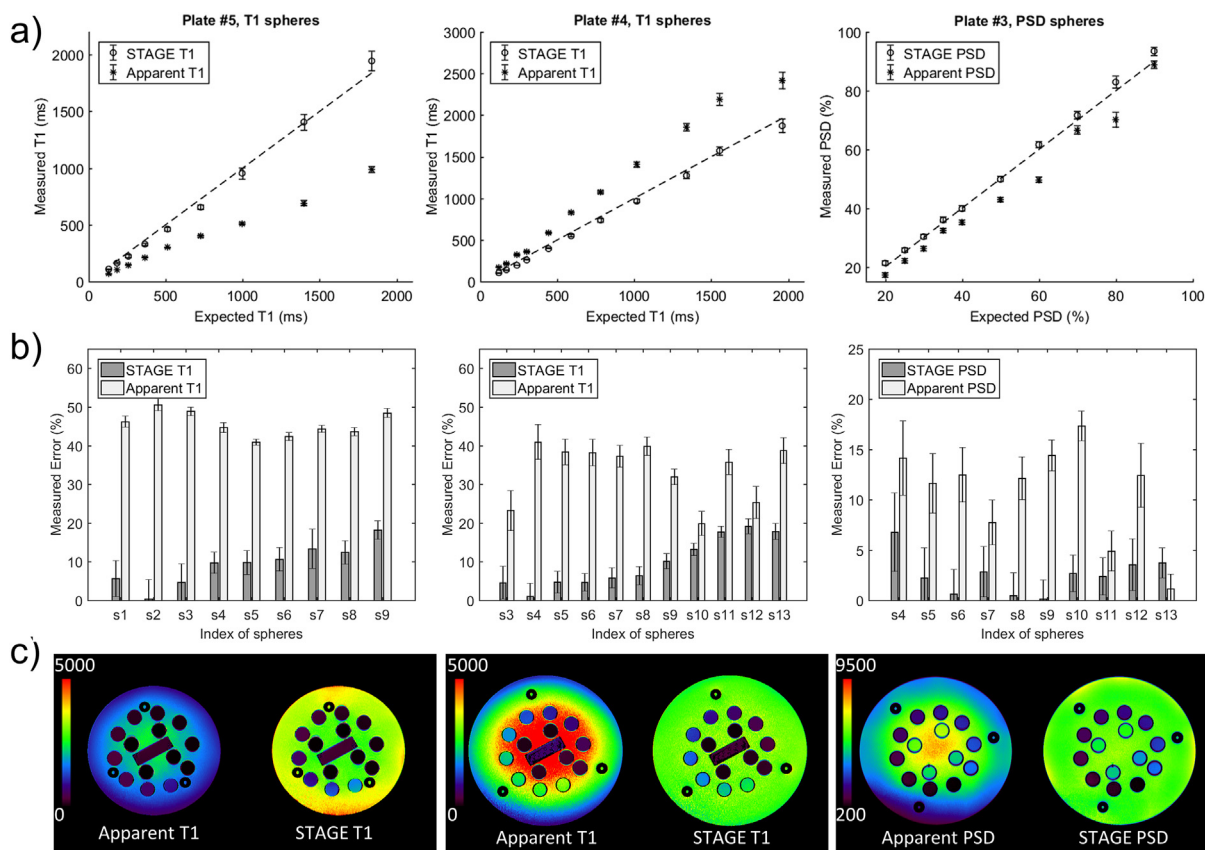 a)
Plate #5, T1 spheres
Plate #4, T1 spheres
Plate #3, PSD spheres
STAGE T1
Apparent T1
Measured T1 (ms)
2000
1500
1000
500
0
0 500 1000 1500 2000
Expected T1 (ms)
STAGE T1
Apparent T1
Measured T1 (ms)
3000
2500
2000
1500
1000
500
0
0 500 1000 1500 2000
Expected T1 (ms)
STAGE PSD
Apparent PSD
Measured PSD (%)
100
80
60
40
20
20 40 60 80 100
Expected PSD (%)
b)
STAGE T1
Apparent T1
Measured Error (%)
60
50
40
30
20
10
0
s1 s2 s3 s4 s5 s6 s7 s8 s9
Index of spheres
STAGE T1
Apparent T1
Measured Error (%)
60
50
40
30
20
10
0
s3 s4 s5 s6 s7 s8 s9 s10 s11 s12 s13
Index of spheres
STAGE PSD
Apparent PSD
Measured Error (%)
25
20
15
10
5
0
s4 s5 s6 s7 s8 s9 s10 s11 s12 s13
Index of spheres
c)
5000
0
Apparent T1
STAGE T1
5000
0
Apparent T1
STAGE T1
9500
200
Apparent PSD
STAGE PSD